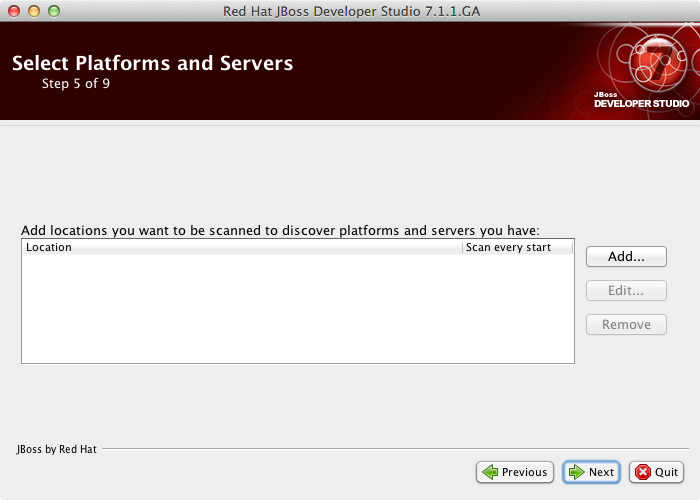 Red Hat JBoss Developer Studio 7.1.1.GA
Select Platforms and Servers
Step 5 of 9
7
JBoss
DEVELOPER STUDIO
Add locations you want to be scanned to discover platforms and servers you have:
Location Scan every start
Add...
Edit...
Remove
JBoss by Red Hat
Previous Next Quit